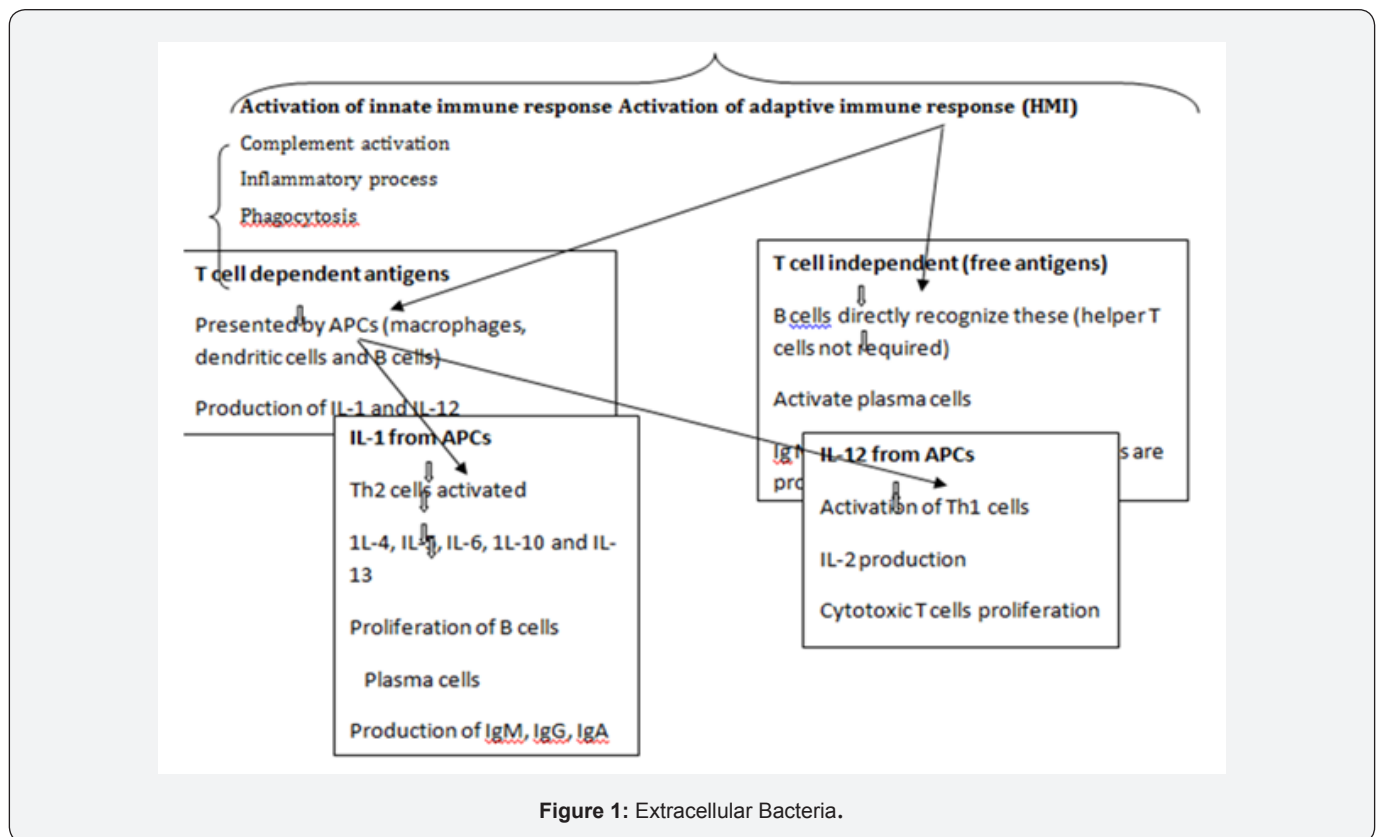 Activation of innate immune response Activation of adaptive immune response (HMI)
Complement activation
Inflammatory process
Phagocytosis
T cell dependent antigens
Presented by APCs (macrophages,
dendritic cells and B cells)
Production of IL-1 and IL-12
T cell independent (free antigens)
B cells directly recognize these (helper T
cells not required)
Activate plasma cells
s are
IL-1 from APCs
Th2 cells activated
1L-4, IL-, IL-6, 1L-10 and IL-
13
Proliferation of B cells
Plasma cells
Production of IgM, IgG, IgA
IL-12 from APCs
Activation of Th1 cells
IL-2 production
Cytotoxic T cells proliferation
Figure 1: Extracellular Bacteria.